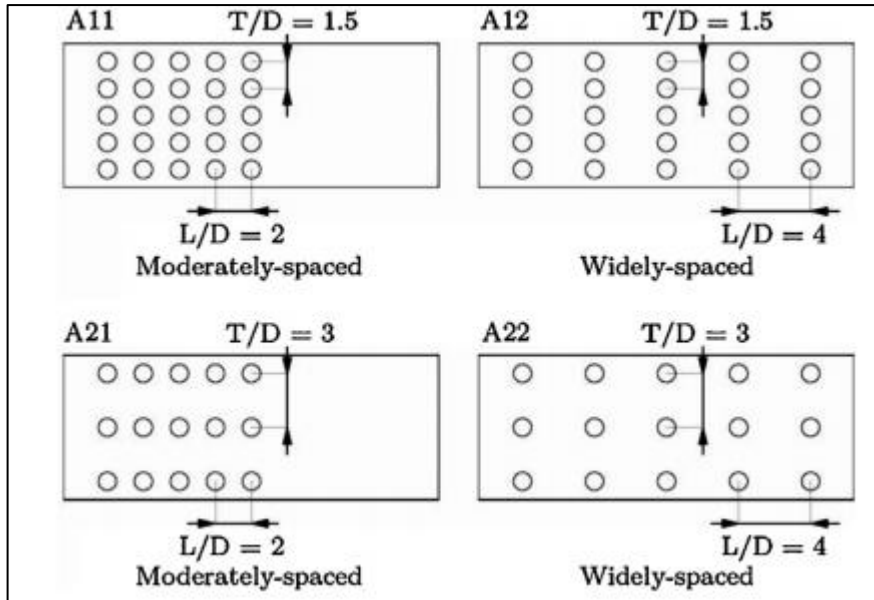 A11 T/D = 1.5
A12 T/D = 1.5
L/D = 2
Moderately-spaced
L/D = 4
Widely-spaced
A21 T/D = 3
A22 T/D = 3
L/D = 2
Moderately-spaced
L/D = 4
Widely-spaced